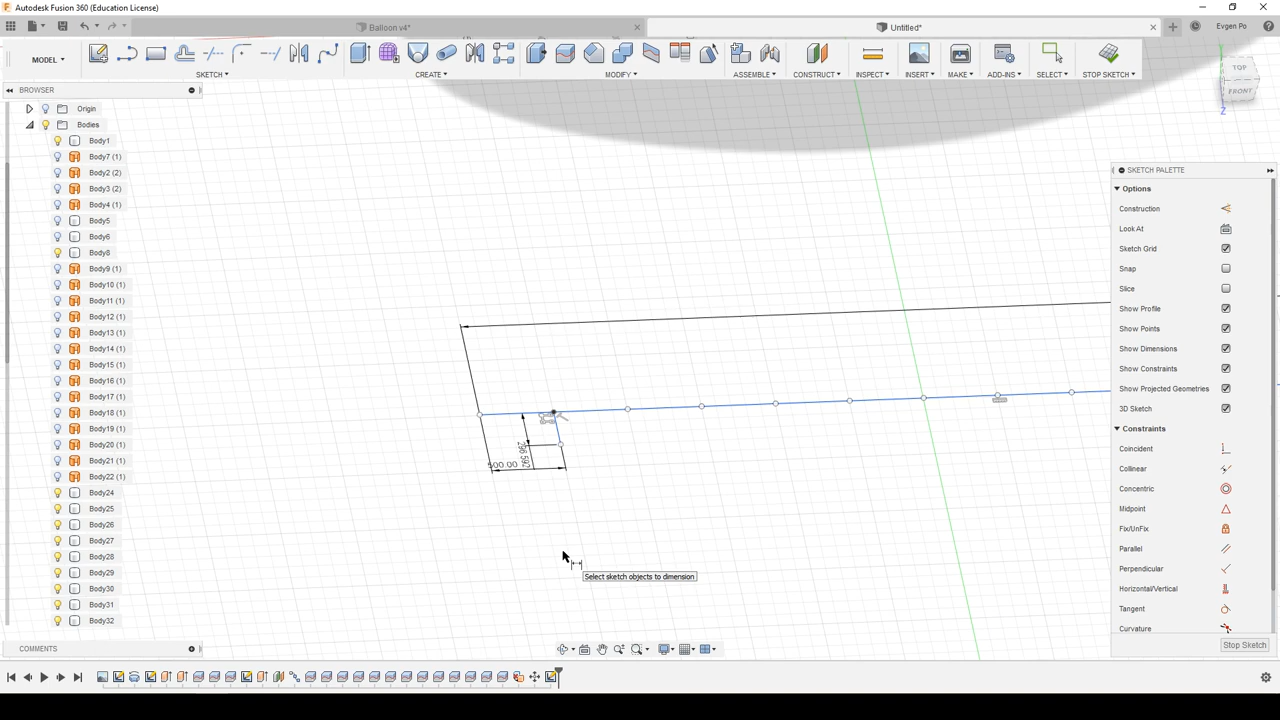 Autodesk Fusion 360 (Education License)
Balloon v4*
Untitled*
Evgen Po
MODEL
SKETCH
CREATE
MODIFY
ASSEMBLE
CONSTRUCT
INSPECT
INSERT
MAKE
ADD-INS
SELECT
STOP SKETCH
BROWSER
TOP
FRONT
Z
Origin
Bodies
Body1
Body7 (1)
Body2 (2)
Body3 (2)
Body4 (1)
Body5
Body6
Body8
Body9 (1)
Body10 (1)
Body11 (1)
Body12 (1)
Body13 (1)
Body14 (1)
Body15 (1)
Body16 (1)
Body17 (1)
Body18 (1)
Body19 (1)
Body20 (1)
Body21 (1)
Body22 (1)
Body24
Body25
Body26
Body27
Body28
Body29
Body30
Body31
Body32
SKETCH PALETTE
Options
Construction
Look At
Sketch Grid
Snap
Slice
Show Profile
Show Points
Show Dimensions
Show Constraints
Show Projected Geometries
3D Sketch
Constraints
Coincident
Collinear
Concentric
Midpoint
Fix/UnFix
Parallel
Perpendicular
Horizontal/Vertical
Tangent
Curvature
Stop Sketch
Select sketch objects to dimension
COMMENTS